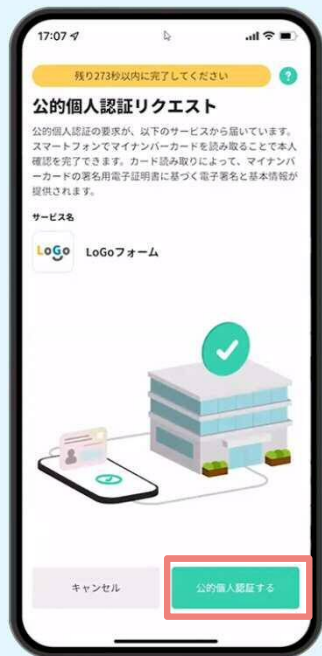 17:07
残り273秒以内に完了してください
?
公的個人認証リクエスト
公的個人認証の要求が、以下のサービスから届いています。
スマートフォンでマイナンバーカードを読み取ることで本人
確認を完了できます。カード読み取りによって、マイナンバ
ーカードの署名用電子証明書に基づく電子署名と基本情報が
提供されます。
サービス名
LoGo
LoGoフォーム
キャンセル
公的個人認証する